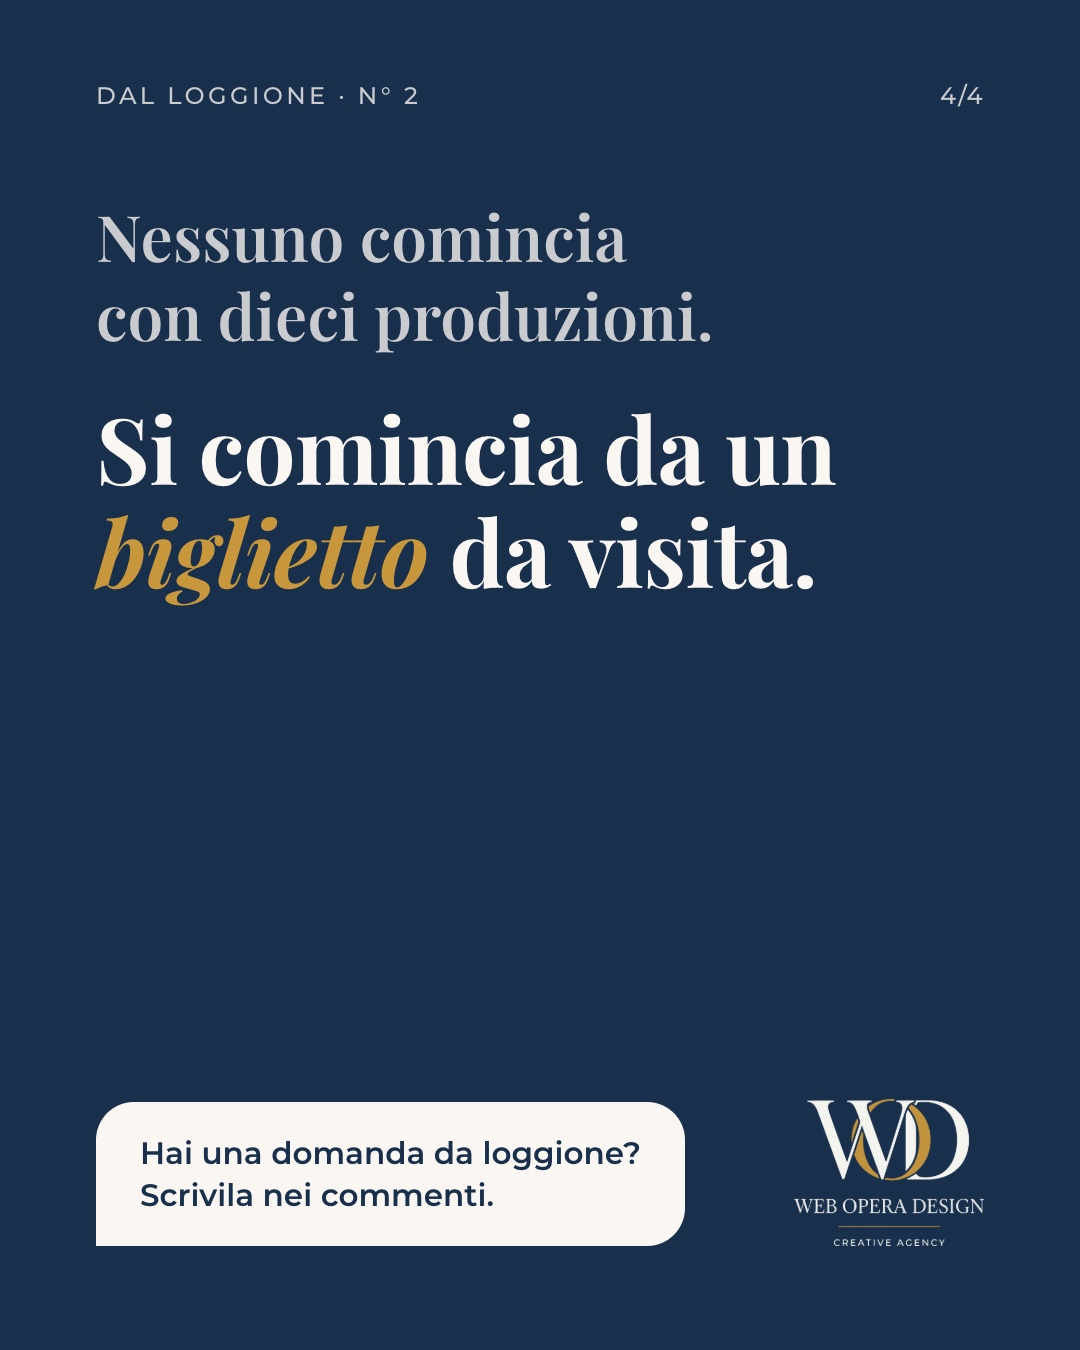 DAL LOGGIONE · N° 2
4/4
Nessuno comincia
con dieci produzioni.
Si comincia da un
biglietto da visita.
Hai una domanda da loggione?
Scrivila nei commenti.
WOD
WEB OPERA DESIGN
CREATIVE AGENCY